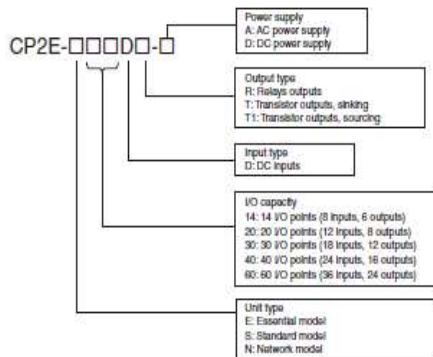 Power supply
A: AC power supply
D: DC power supply
CP2E-□□□D□-□
Output type
R: Relays outputs
T: Transistor outputs, sinking
T1: Transistor outputs, sourcing
Input type
D: DC inputs
I/O capacity
14: 14 I/O points (8 inputs, 6 outputs)
20: 20 I/O points (12 inputs, 8 outputs)
30: 30 I/O points (18 inputs, 12 outputs)
40: 40 I/O points (24 inputs, 16 outputs)
60: 60 I/O points (36 inputs, 24 outputs)
Unit type
E: Essential model
S: Standard model
N: Network model